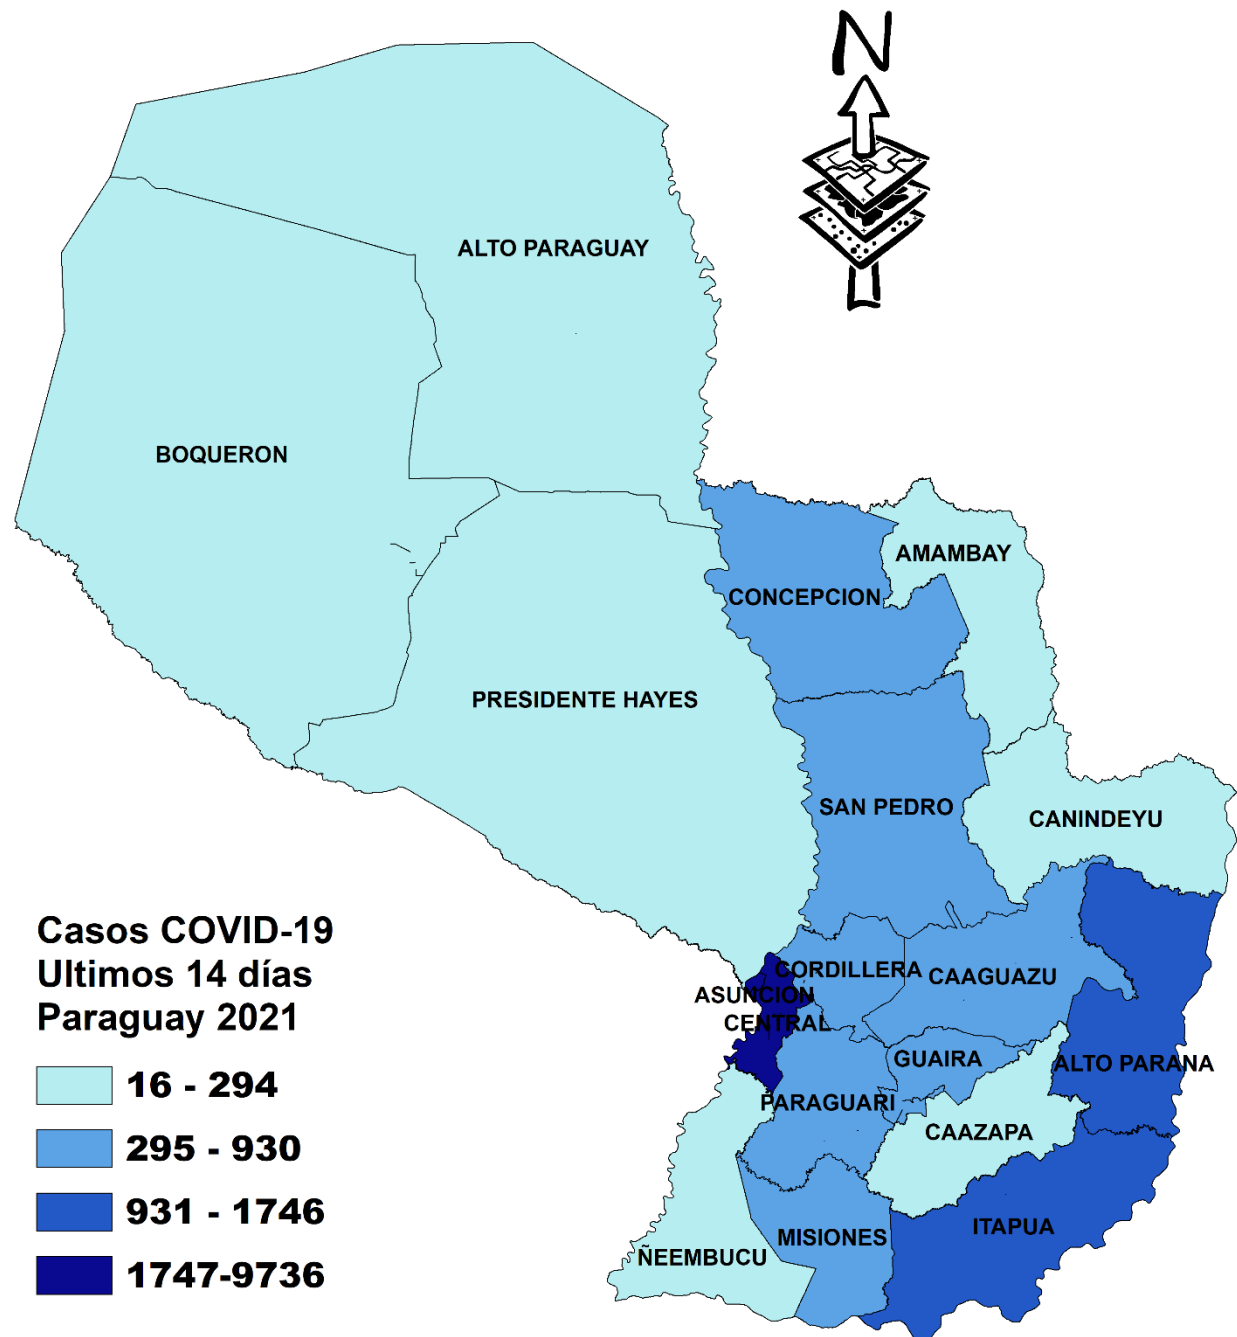 N
ALTO PARAGUAY
BOQUERON
AMAMBAY
CONCEPCION
PRESIDENTE HAYES
SAN PEDRO
CANINDEYU
CORDILLERA
CAAGUAZU
ASUNCION
CENTRAL
GUAIRA
ALTO PARANA
PARAGUARI
CAAZAPA
ITAPUA
MISIONES
ÑEEMBUCU
Casos COVID-19
Ultimos 14 días
Paraguay 2021
16 - 294
295 - 930
931 - 1746
1747-9736